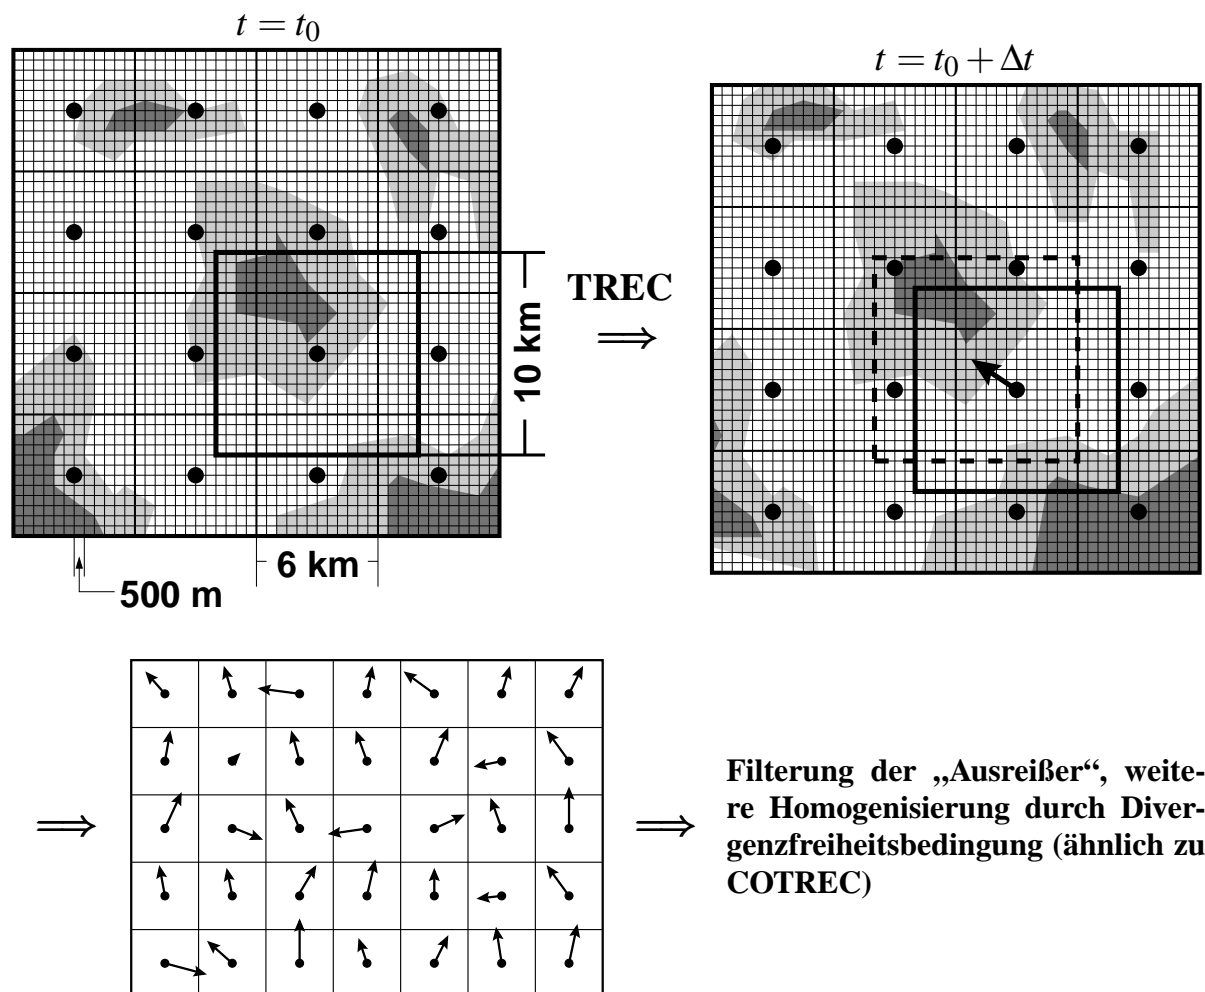 t = t₀
t = t₀ + Δt
TREC
⟹
10 km
6 km
500 m
⟹
⟹
Filterung der „Ausreißer“, weite-
re Homogenisierung durch Diver-
genzfreiheitsbedingung (ähnlich zu
COTREC)